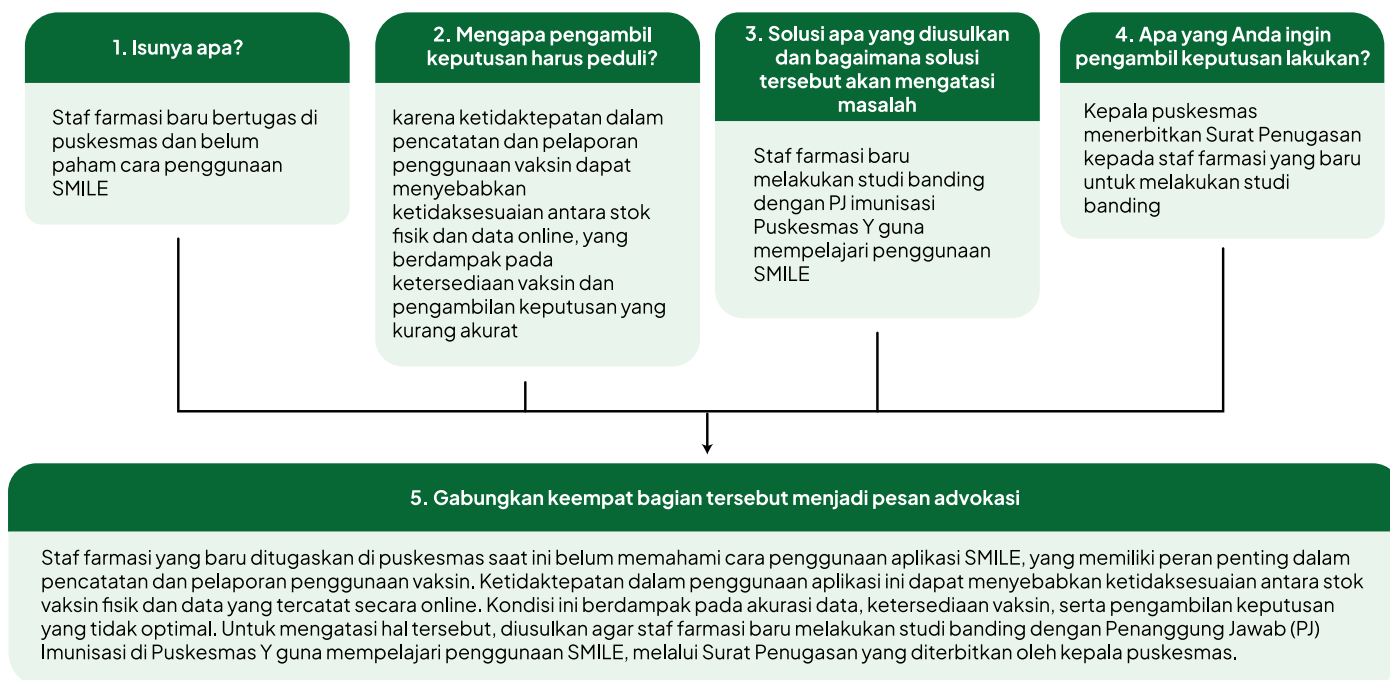 1. Isunya apa?
Staf farmasi baru bertugas di
puskesmas dan belum
paham cara penggunaan
SMILE
2. Mengapa pengambil
keputusan harus peduli?
karena ketidaktepatan dalam
pencatatan dan pelaporan
penggunaan vaksin dapat
menyebabkan
ketidaksesuaian antara stok
fisik dan data online, yang
berdampak pada
ketersediaan vaksin dan
pengambilan keputusan yang
kurang akurat
3. Solusi apa yang diusulkan
dan bagaimana solusi
tersebut akan mengatasi
masalah
Staf farmasi baru
melakukan studi banding
dengan PJ imunisasi
Puskesmas Y guna
mempelajari penggunaan
SMILE
4. Apa yang Anda ingin
pengambil keputusan lakukan?
Kepala puskesmas
menerbitkan Surat Penugasan
kepada staf farmasi yang baru
untuk melakukan studi
banding
5. Gabungkan keempat bagian tersebut menjadi pesan advokasi
Staf farmasi yang baru ditugaskan di puskesmas saat ini belum memahami cara penggunaan aplikasi SMILE, yang memiliki peran penting dalam
pencatatan dan pelaporan penggunaan vaksin. Ketidaktepatan dalam penggunaan aplikasi ini dapat menyebabkan ketidaksesuaian antara stok
vaksin fisik dan data yang tercatat secara online. Kondisi ini berdampak pada akurasi data, ketersediaan vaksin, serta pengambilan keputusan
yang tidak optimal. Untuk mengatasi hal tersebut, diusulkan agar staf farmasi baru melakukan studi banding dengan Penanggung Jawab (PJ)
Imunisasi di Puskesmas Y guna mempelajari penggunaan SMILE, melalui Surat Penugasan yang diterbitkan oleh kepala puskesmas.